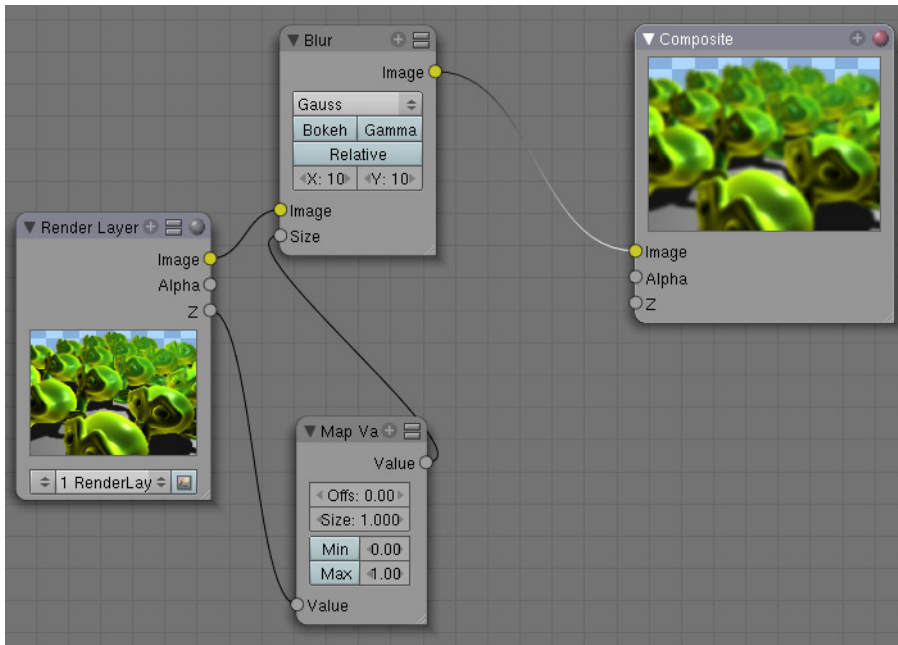 Render Layer
Image
Alpha
Z
1 RenderLay
Blur
Image
Gauss
Bokeh Gamma
Relative
X: 10 Y: 10
Image
Size
Map Va
Value
Offs: 0.00
Size: 1.000
Min 0.00
Max 1.00
Value
Composite
Image
Alpha
Z